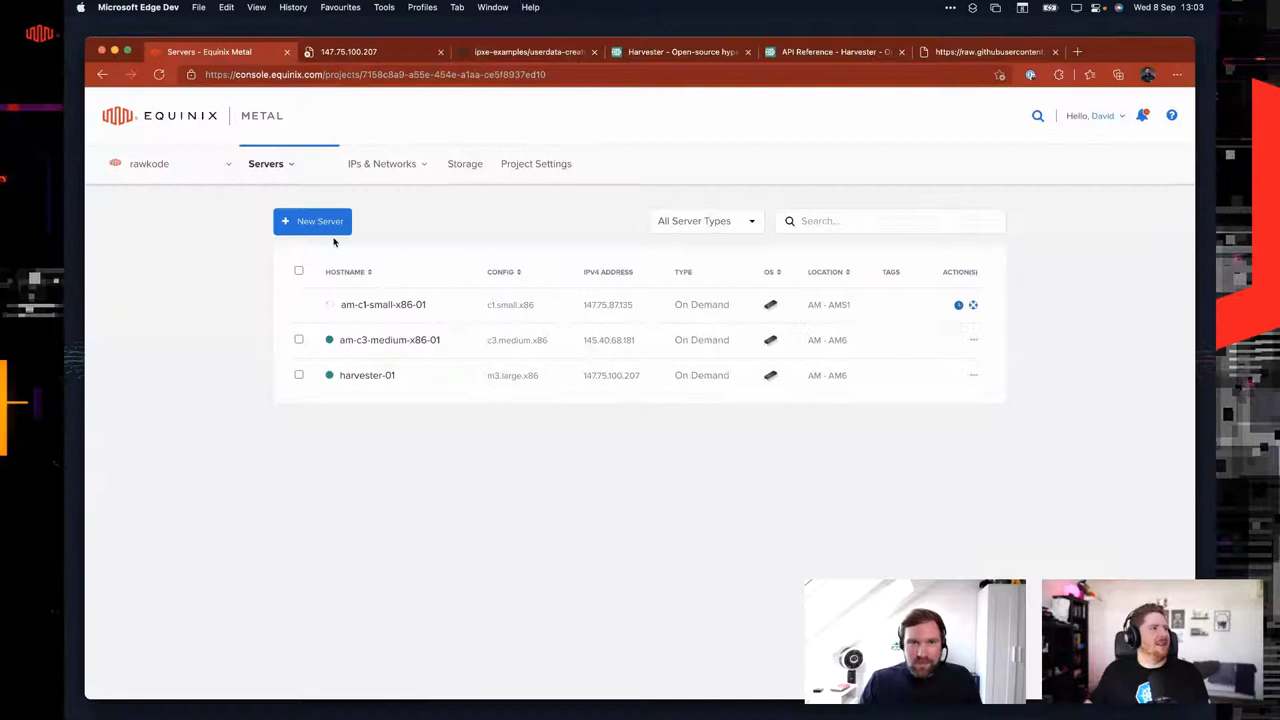 Microsoft Edge Dev File Edit View History Favourites Tools Profiles Tab Window Help Wed 8 Sep 13:03
Servers - Equinix Metal 147.75.100.207 ipxe-examples/userdata-creat Harvester - Open-source hype API Reference - Harvester - O https://raw.githubusercontent.
https://console.equinix.com/projects/7158c8a9-a55e-454e-a1aa-ce5f8937ed10
EQUINIX METAL Hello, David
rawkode Servers IPs & Networks Storage Project Settings
+ New Server All Server Types Search...
HOSTNAME CONFIG IPV4 ADDRESS TYPE OS LOCATION TAGS ACTION(S)
am-c1-small-x86-01 c1.small.x86 147.75.87.135 On Demand AM - AMS1
am-c3-medium-x86-01 c3.medium.x86 145.40.68.181 On Demand AM - AM6
harvester-01 m3.large.x86 147.75.100.207 On Demand AM - AM6